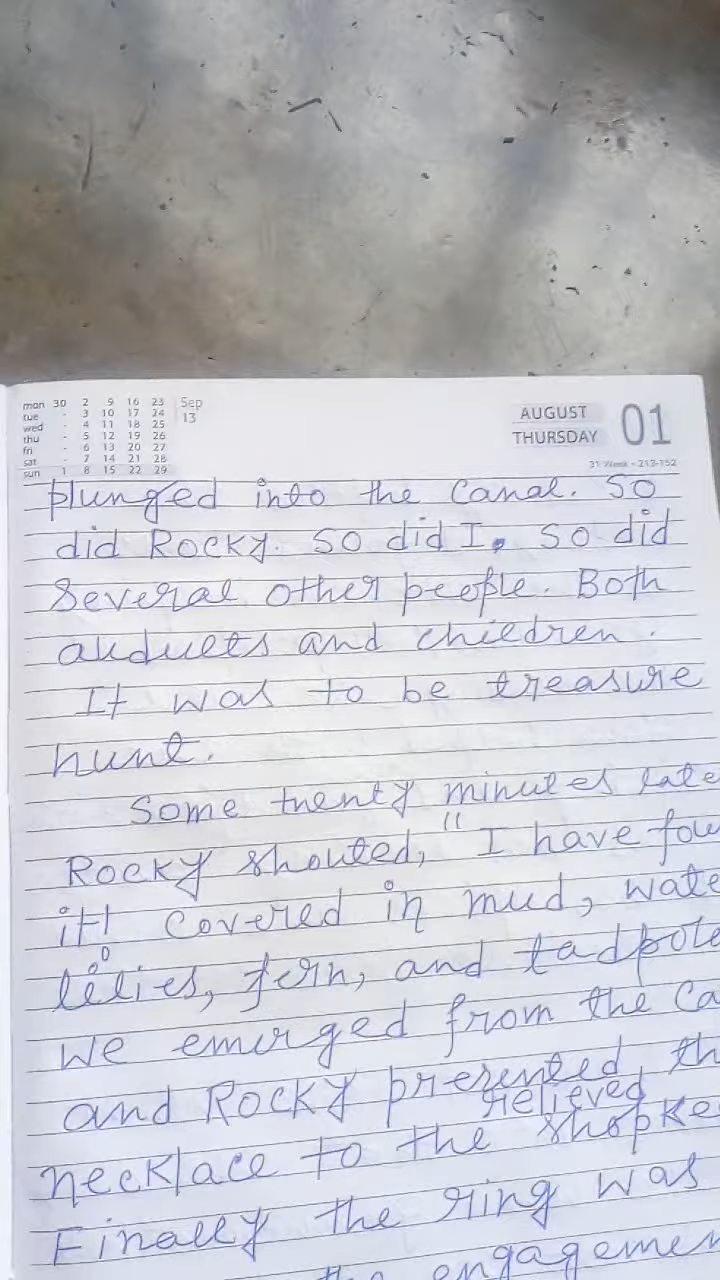 mon 30 2 9 16 23 Sep
tue - 3 10 17 24 13
wed - 4 11 18 25
thu - 5 12 19 26
fri - 6 13 20 27
sat - 7 14 21 28
sun 1 8 15 22 29
AUGUST 01
THURSDAY
31 Week - 213-152
plunged into the Canal. So
did Rocky. So did I. So did
Several other people. Both
auduets and children.
It was to be treasure
hunt.
Some twenty minutes late
Rocky shouted, "I have fou
it! Covered in mud, wate
lilies, fern, and tadpole
We emerged from the Ca
and Rocky presented th
relieved
necklace to the shopke
Finally the ring was
engagemen